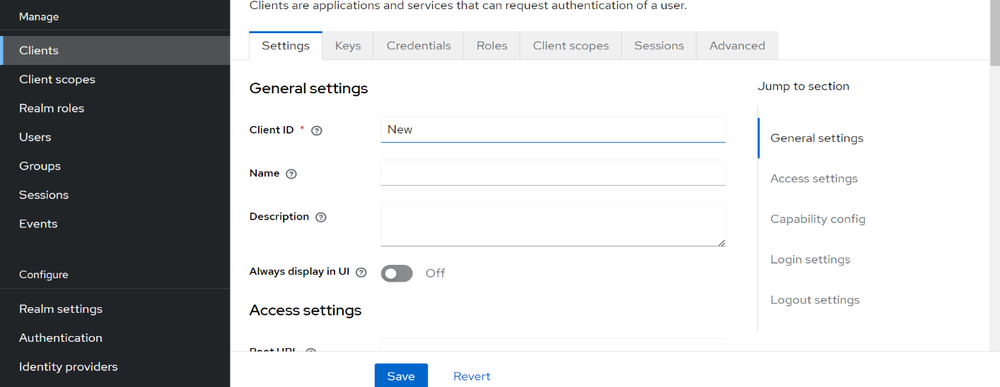 Manage
Clients
Client scopes
Realm roles
Users
Groups
Sessions
Events
Configure
Realm settings
Authentication
Identity providers
Clients are applications and services that can request authentication of a user.
Settings Keys Credentials Roles Client scopes Sessions Advanced
General settings
Client ID * New
Name
Description
Always display in UI Off
Access settings
Root URL
Save Revert
Jump to section
General settings
Access settings
Capability config
Login settings
Logout settings